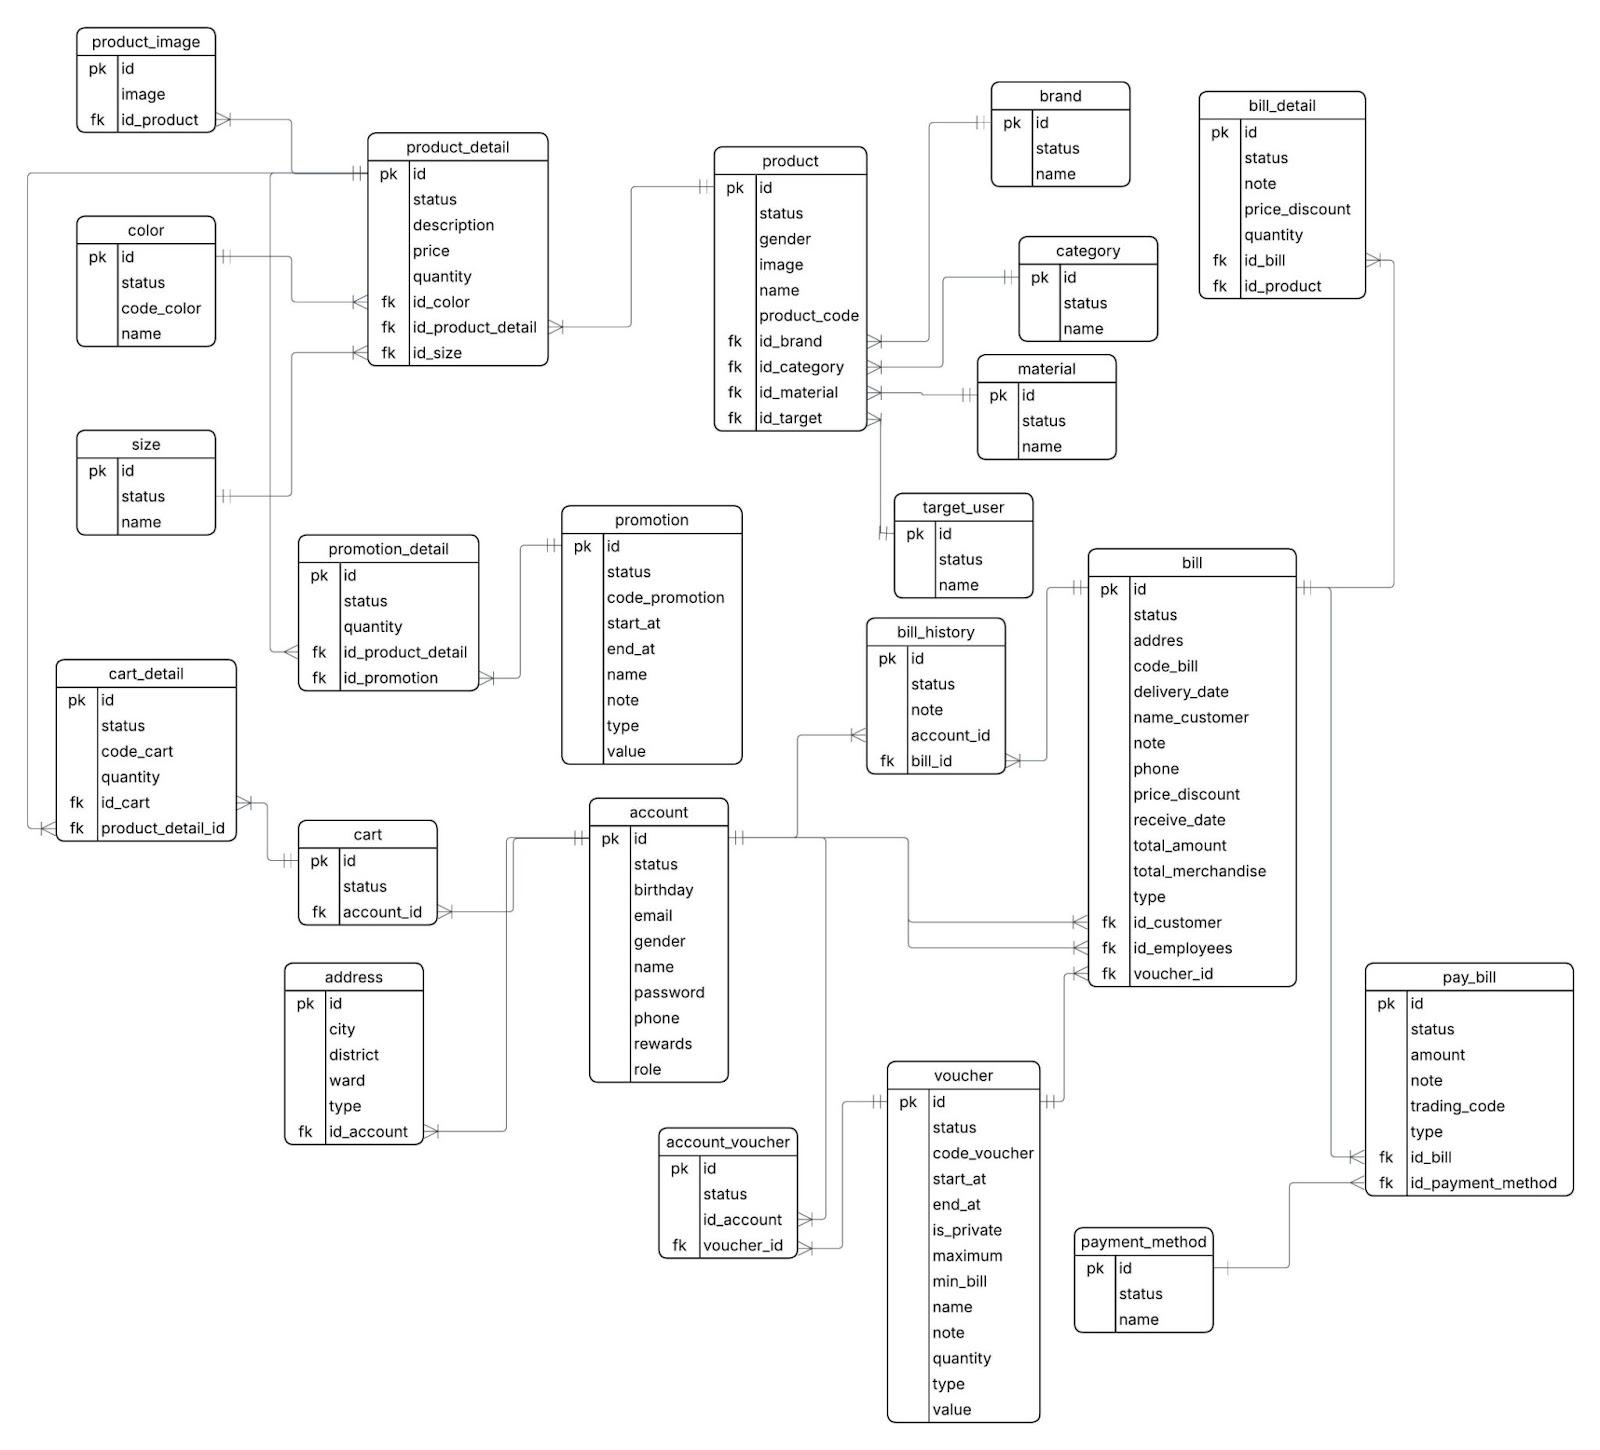 product_image
pk id
image
fk id_product
product_detail
pk id
status
description
price
quantity
fk id_color
fk id_product_detail
fk id_size
color
pk id
status
code_color
name
size
pk id
status
name
product
pk id
status
gender
image
name
product_code
fk id_brand
fk id_category
fk id_material
fk id_target
brand
pk id
status
name
category
pk id
status
name
material
pk id
status
name
target_user
pk id
status
name
bill_detail
pk id
status
note
price_discount
quantity
fk id_bill
fk id_product
promotion_detail
pk id
status
quantity
fk id_product_detail
fk id_promotion
promotion
pk id
status
code_promotion
start_at
end_at
name
note
type
value
bill_history
pk id
status
note
account_id
fk bill_id
bill
pk id
status
addres
code_bill
delivery_date
name_customer
note
phone
price_discount
receive_date
total_amount
total_merchandise
type
fk id_customer
fk id_employees
fk voucher_id
cart_detail
pk id
status
code_cart
quantity
fk id_cart
fk product_detail_id
cart
pk id
status
fk account_id
account
pk id
status
birthday
email
gender
name
password
phone
rewards
role
address
pk id
city
district
ward
type
fk id_account
account_voucher
pk id
status
id_account
fk voucher_id
voucher
pk id
status
code_voucher
start_at
end_at
is_private
maximum
min_bill
name
note
quantity
type
value
pay_bill
pk id
status
amount
note
trading_code
type
fk id_bill
fk id_payment_method
payment_method
pk id
status
name